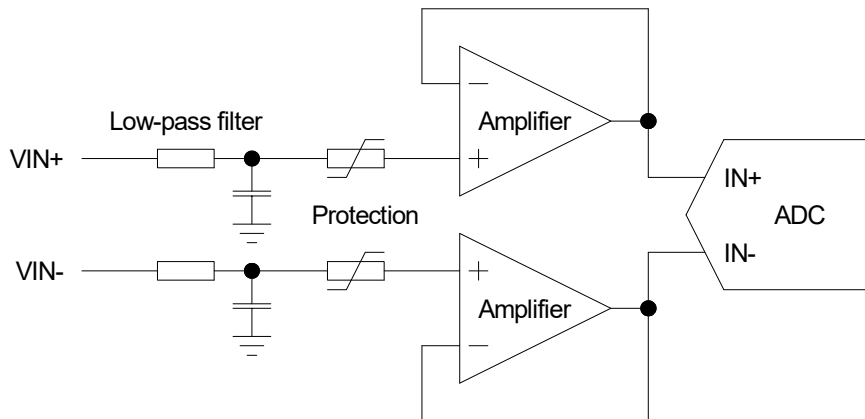 Low-pass filter
Amplifier
VIN+
IN+
ADC
Protection
IN-
VIN-
Amplifier